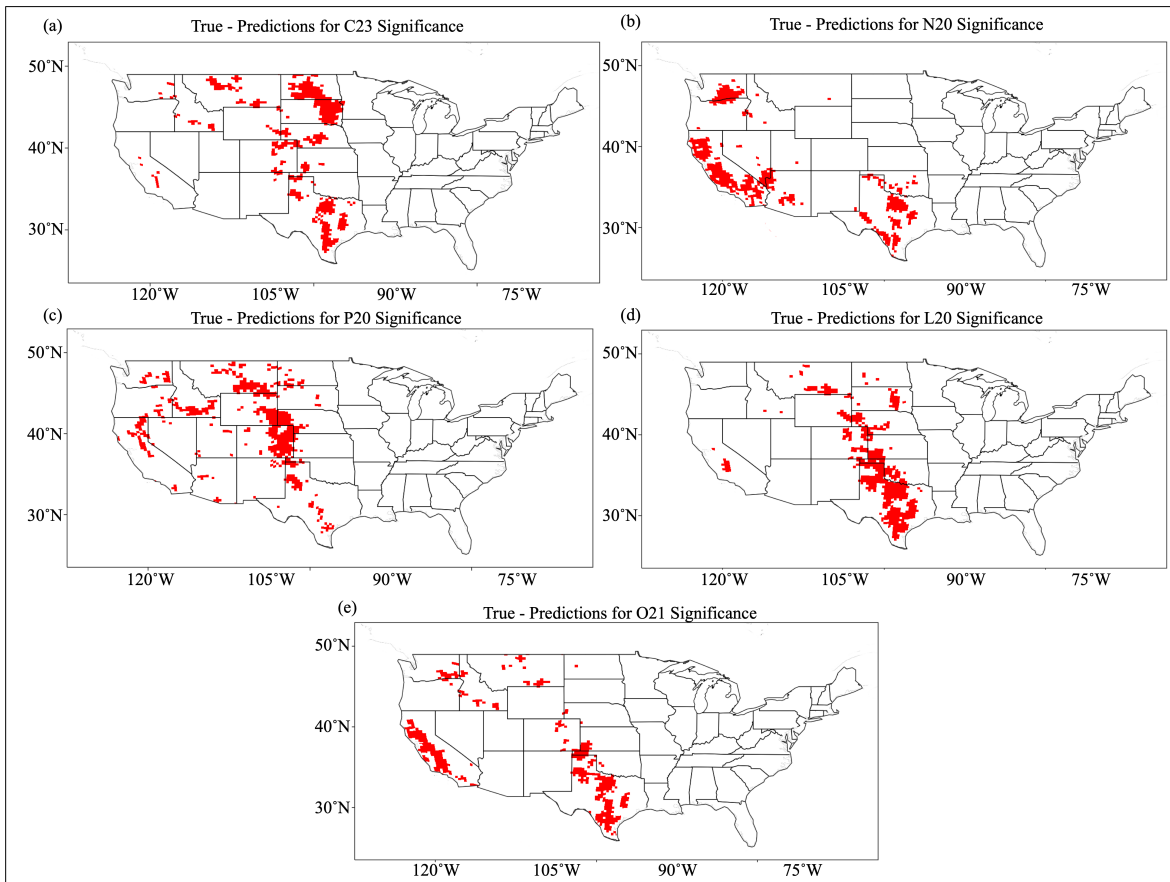 (a)
True - Predictions for C23 Significance
50°N
40°N
30°N
120°W
105°W
90°W
75°W
(b)
True - Predictions for N20 Significance
50°N
40°N
30°N
120°W
105°W
90°W
75°W
(c)
True - Predictions for P20 Significance
50°N
40°N
30°N
120°W
105°W
90°W
75°W
(d)
True - Predictions for L20 Significance
50°N
40°N
30°N
120°W
105°W
90°W
75°W
(e)
True - Predictions for O21 Significance
50°N
40°N
30°N
120°W
105°W
90°W
75°W